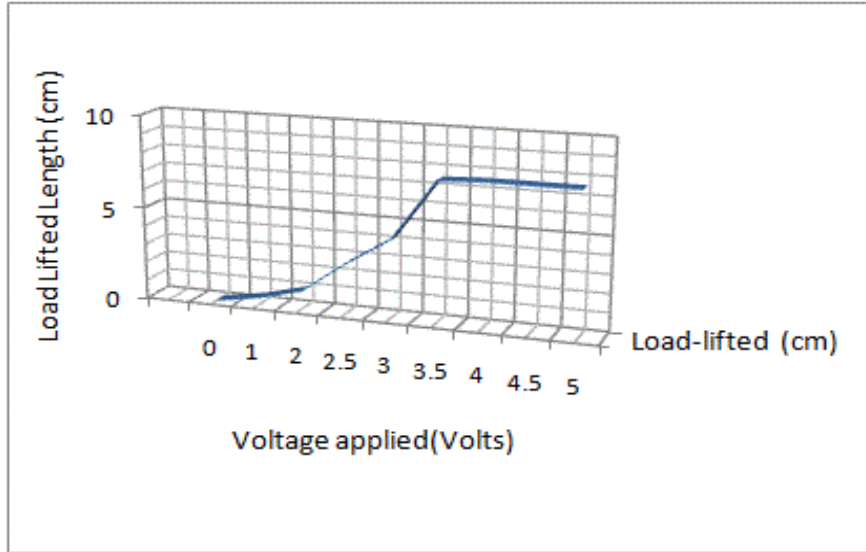 Load Lifted Length (cm)
10
5
0
0 1 2 2.5 3 3.5 4 4.5 5
Load-lifted (cm)
Voltage applied(Volts)